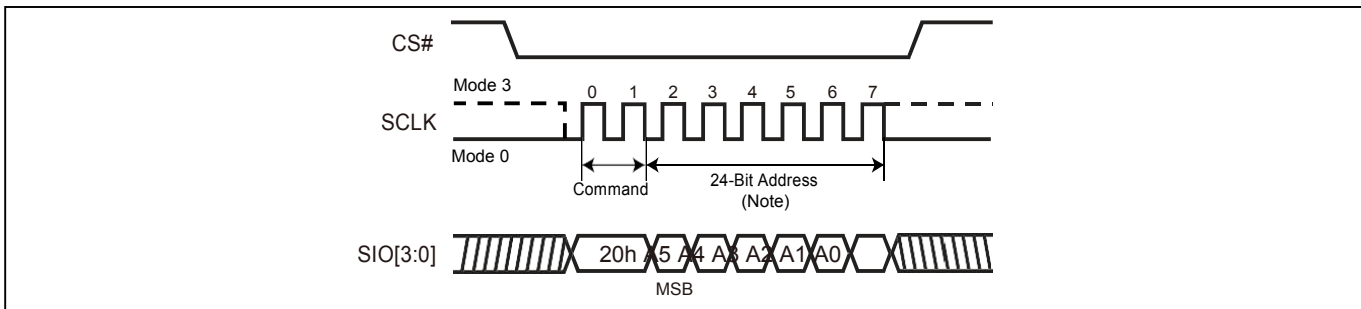 CS#
Mode 3
0 1 2 3 4 5 6 7
SCLK
Mode 0
Command
24-Bit Address
(Note)
SIO[3:0]
20h A5 A4 A3 A2 A1 A0
MSB